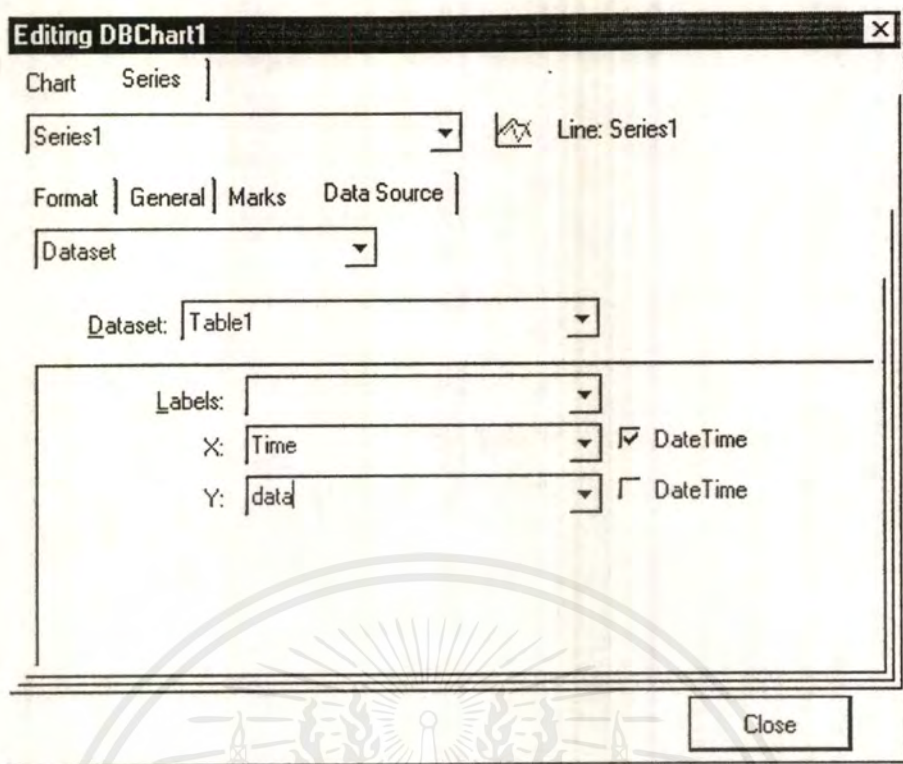 Editing DBChart1
Chart Series
Series1 Line: Series1
Format General Marks Data Source
Dataset
Dataset: Table1
Labels:
X: Time DateTime
Y: data DateTime
Close